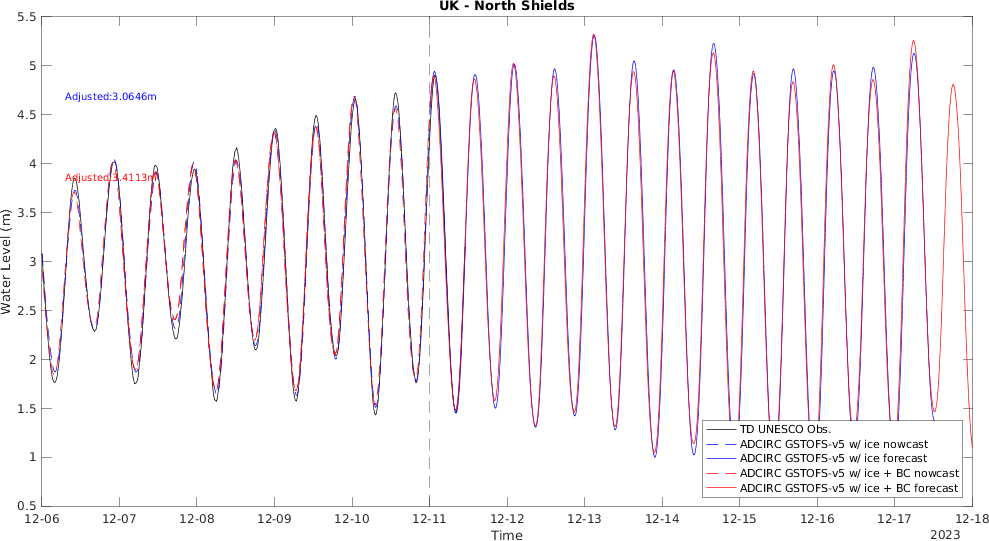 UK - North Shields
5.5
5
4.5
4
3.5
3
2.5
2
1.5
1
0.5
Water Level (m)
Adjusted:3.0646m
Adjusted:3.4113m
TD UNESCO Obs.
ADCIRC GSTOFS-v5 w/ ice nowcast
ADCIRC GSTOFS-v5 w/ ice forecast
ADCIRC GSTOFS-v5 w/ ice + BC nowcast
ADCIRC GSTOFS-v5 w/ ice + BC forecast
12-06 12-07 12-08 12-09 12-10 12-11 12-12 12-13 12-14 12-15 12-16 12-17 12-18
Time
2023